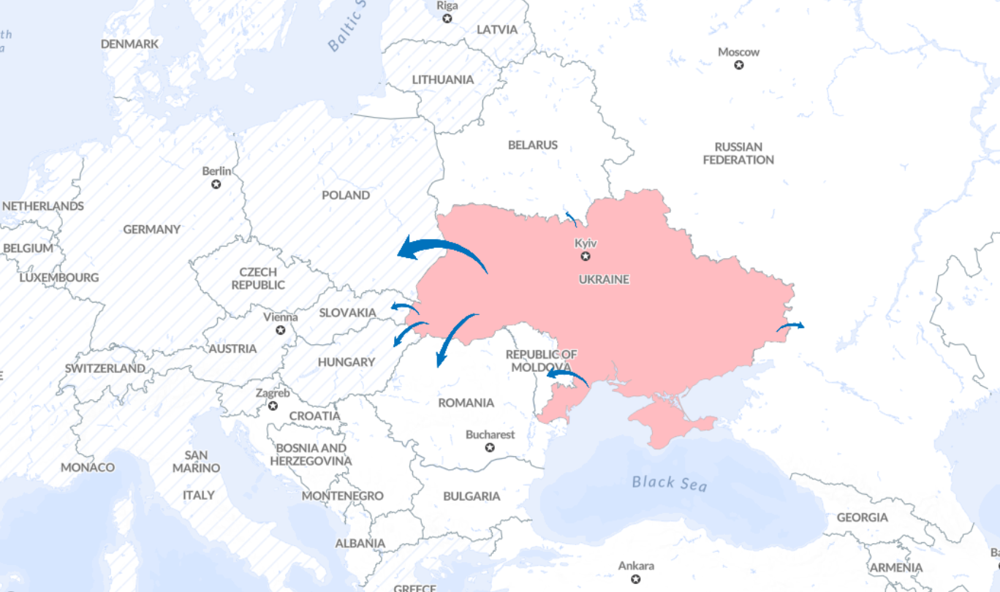 Riga
LATVIA
Baltic S
th
a
DENMARK
Moscow
LITHUANIA
BELARUS
RUSSIAN
FEDERATION
Berlin
POLAND
NETHERLANDS
GERMANY
Kyiv
BELGIUM
LUXEMBOURG
CZECH
REPUBLIC
UKRAINE
SLOVAKIA
Vienna
AUSTRIA
HUNGARY
REPUBLIC OF
MOLDOVA
SWITZERLAND
E
Zagreb
CROATIA
ROMANIA
Bucharest
BOSNIA AND
HERZEGOVINA
SAN
MARINO
MONACO
Black Sea
ITALY
MONTENEGRO
BULGARIA
GEORGIA
ALBANIA
Ankara
ARMENIA
Ba
GREECE